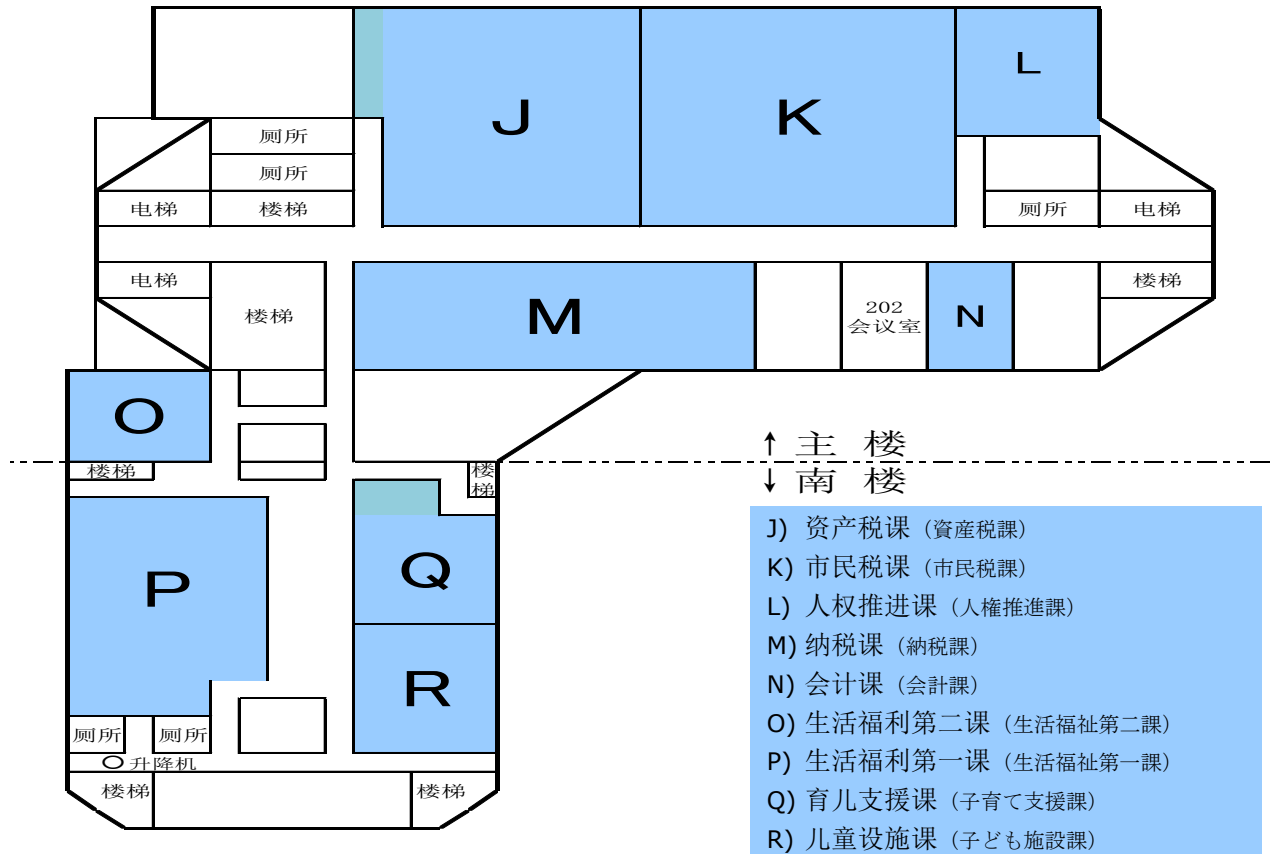 J
K
L
厕所
厕所
电梯
楼梯
厕所
电梯
电梯
楼梯
楼梯
M
202
会议室
N
O
楼梯
楼
梯
↑ 主 楼
↓ 南 楼
P
Q
R
厕所
厕所
升降机
楼梯
楼梯
J) 资产税课 (資産税課)
K) 市民税课 (市民税課)
L) 人权推进课 (人権推進課)
M) 纳税课 (納税課)
N) 会计课 (会計課)
O) 生活福利第二课 (生活福祉第二課)
P) 生活福利第一课 (生活福祉第一課)
Q) 育儿支援课 (子育て支援課)
R) 儿童设施课 (子ども施設課)